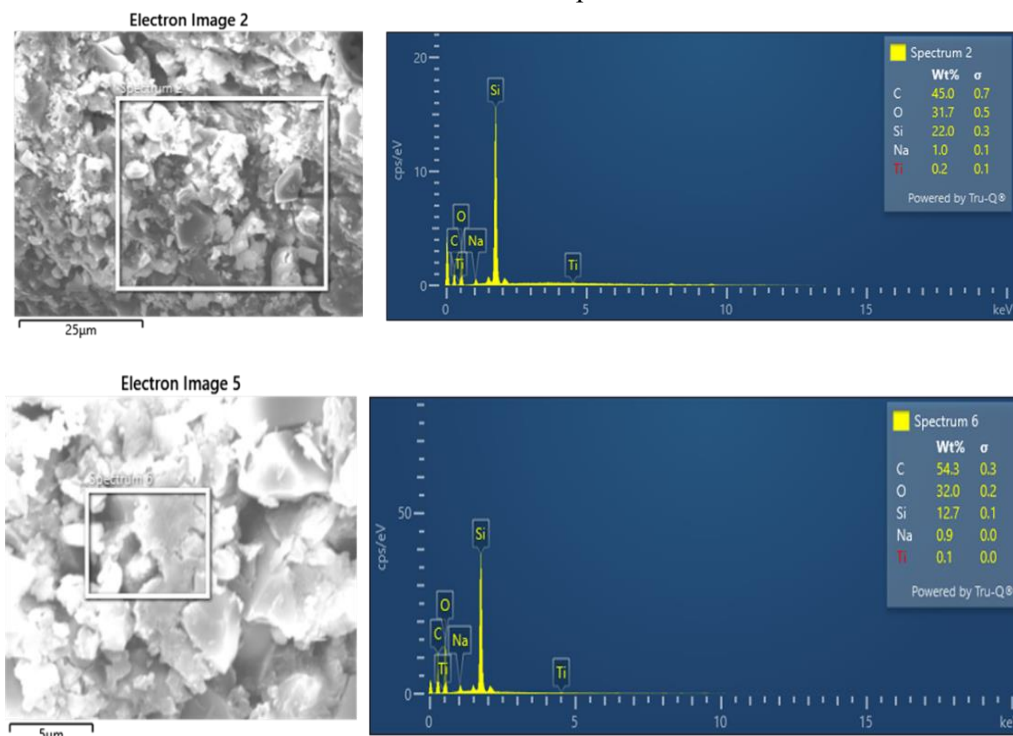 Electron Image 2
Spectrum 2
25µm
20
10
0
cps/eV
Si
O
C
Na
Ti
Ti
0
5
10
15
keV
Spectrum 2
Wt% σ
C 45.0 0.7
O 31.7 0.5
Si 22.0 0.3
Na 1.0 0.1
Ti 0.2 0.1
Powered by Tru-Q®
Electron Image 5
Spectrum 6
5µm
50
0
cps/eV
Si
O
C
Na
Ti
Ti
0
5
10
15
ke
Spectrum 6
Wt% σ
C 54.3 0.3
O 32.0 0.2
Si 12.7 0.1
Na 0.9 0.0
Ti 0.1 0.0
Powered by Tru-Q®